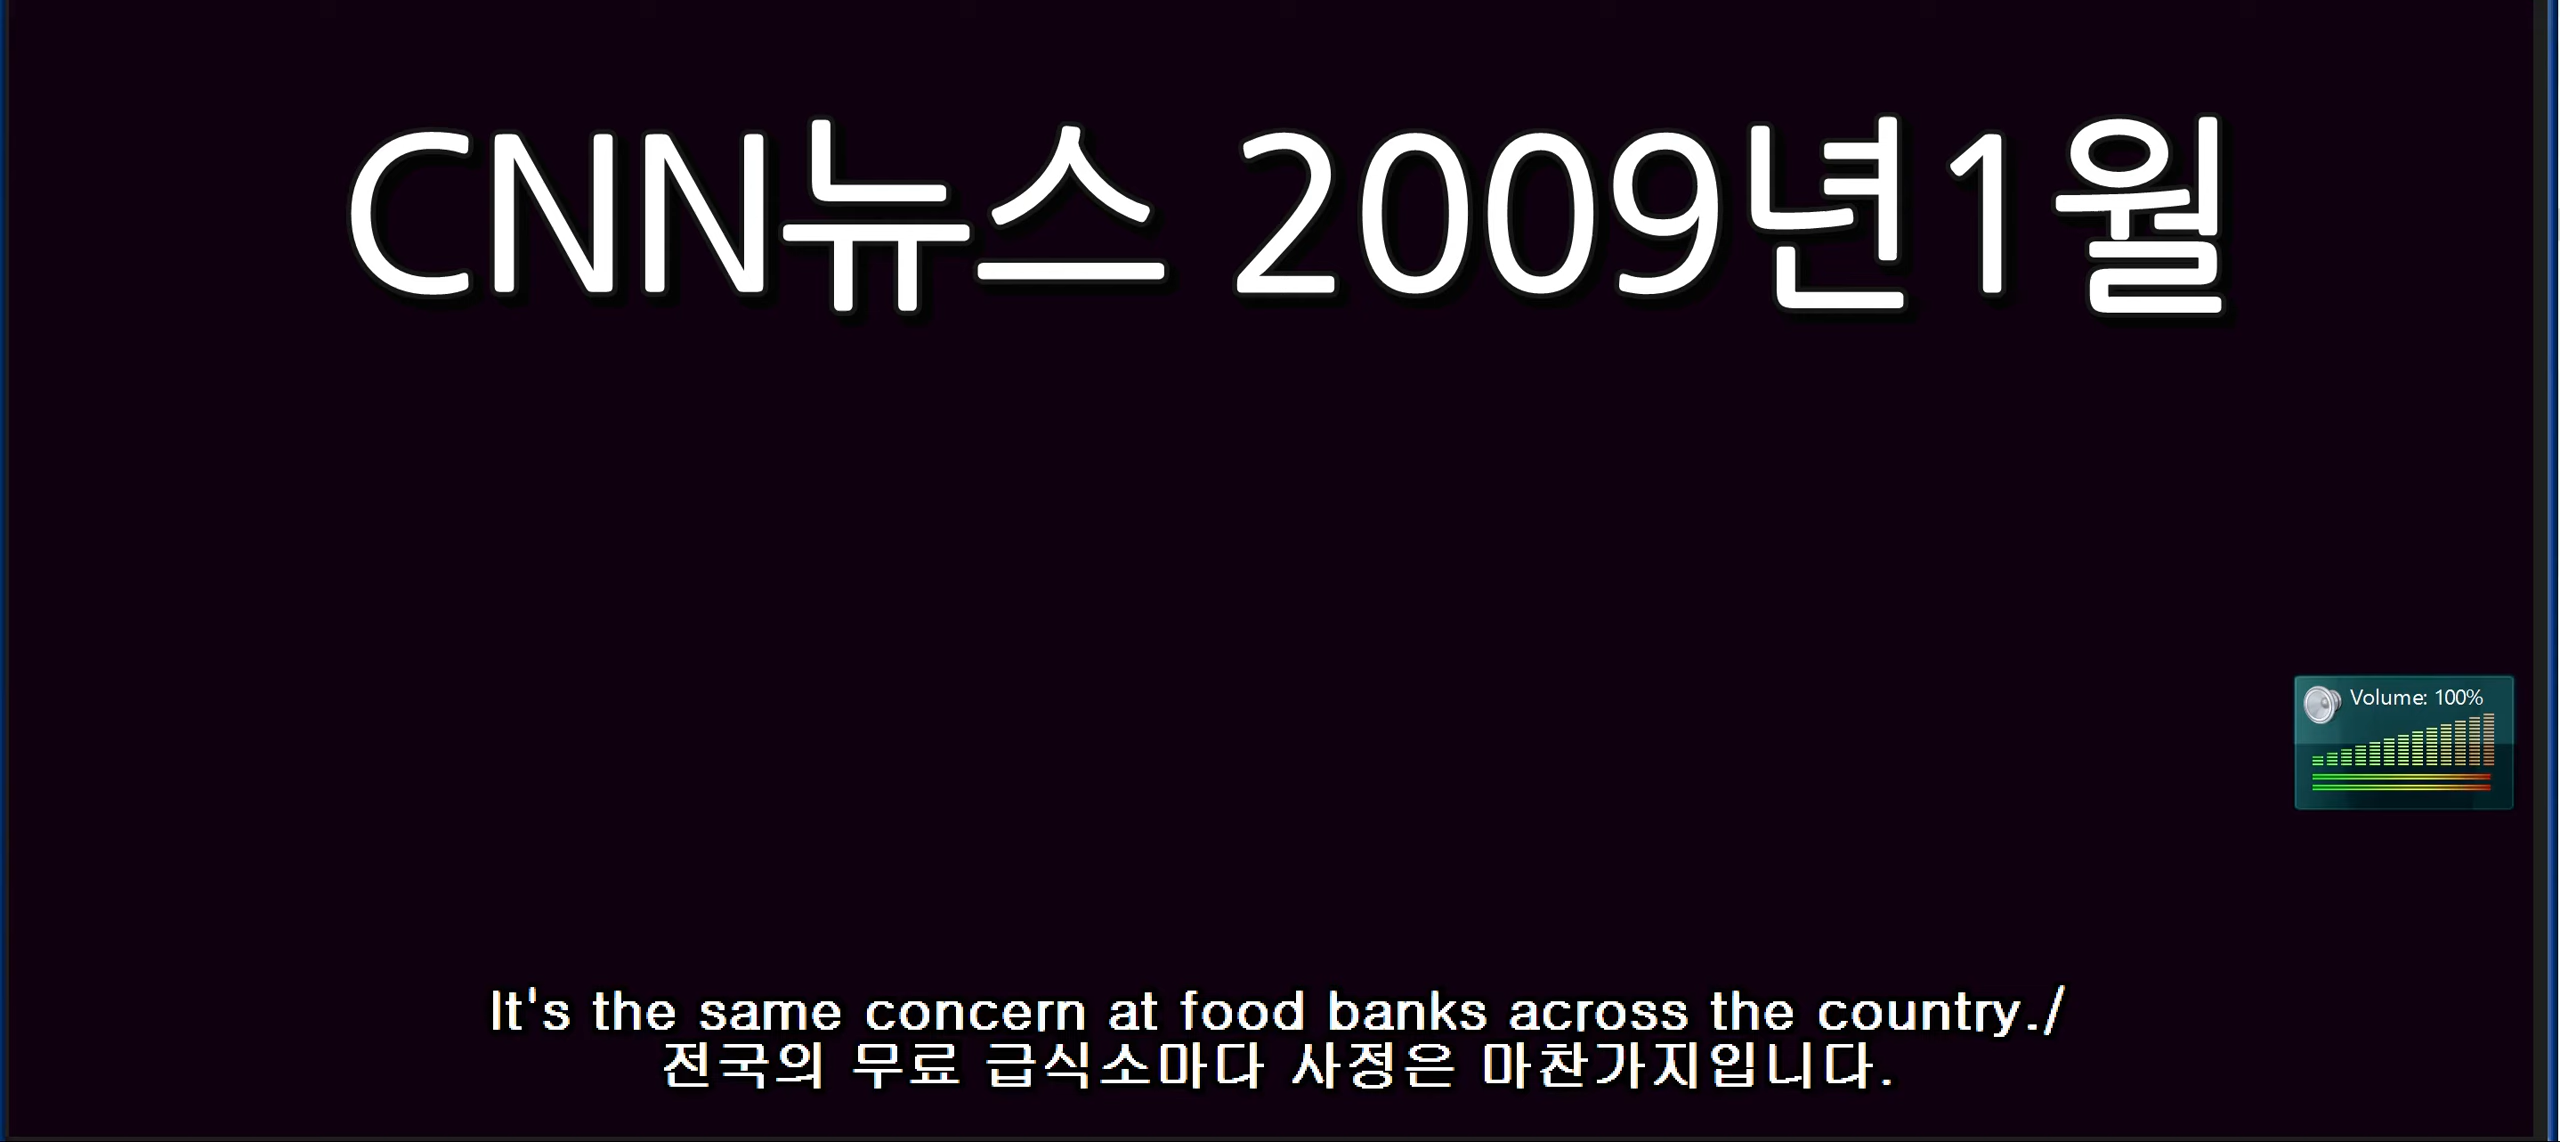 CNN뉴스 2009년1월
Volume: 100%
It's the same concern at food banks across the country./
전국의 무료 급식소마다 사정은 마찬가지입니다.